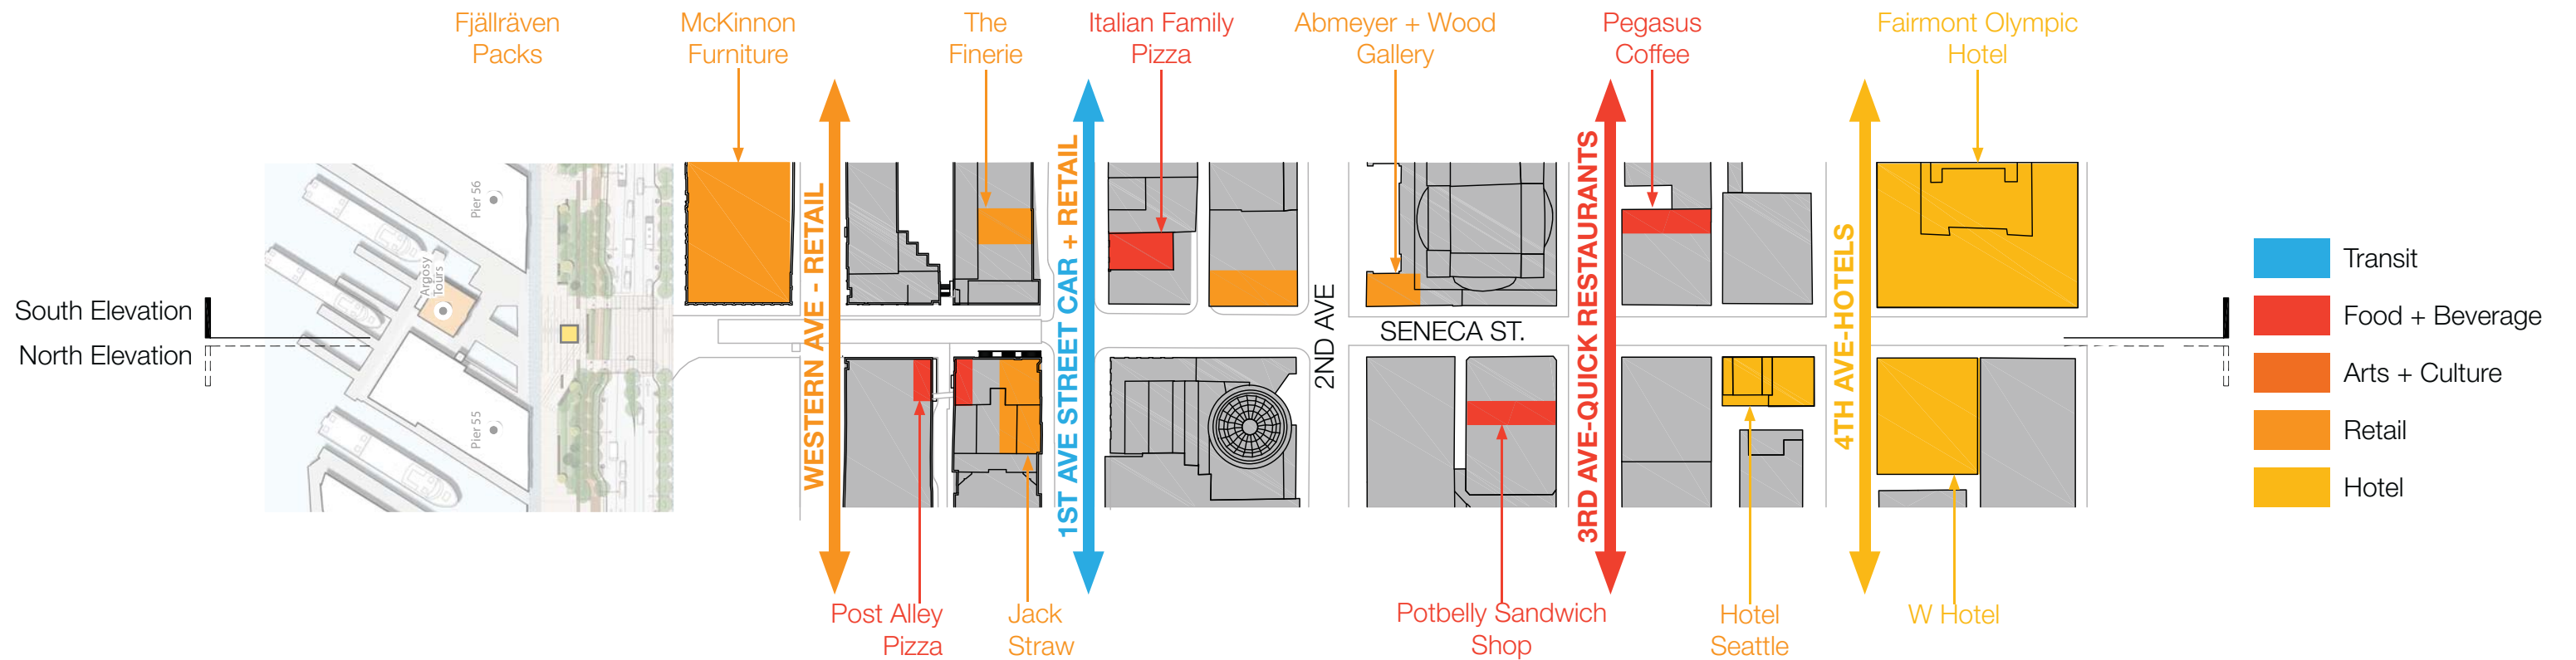 Fjällräven
Packs
McKinnon
Furniture
The
Finerie
Italian Family
Pizza
Abmeyer + Wood
Gallery
Pegasus
Coffee
Fairmont Olympic
Hotel
Pier 56
Argosy
Tours
Pier 55
South Elevation
North Elevation
WESTERN AVE - RETAIL
1ST AVE STREET CAR + RETAIL
2ND AVE
SENECA ST.
3RD AVE-QUICK RESTAURANTS
4TH AVE-HOTELS
Transit
Food + Beverage
Arts + Culture
Retail
Hotel
Post Alley
Pizza
Jack
Straw
Potbelly Sandwich
Shop
Hotel
Seattle
W Hotel